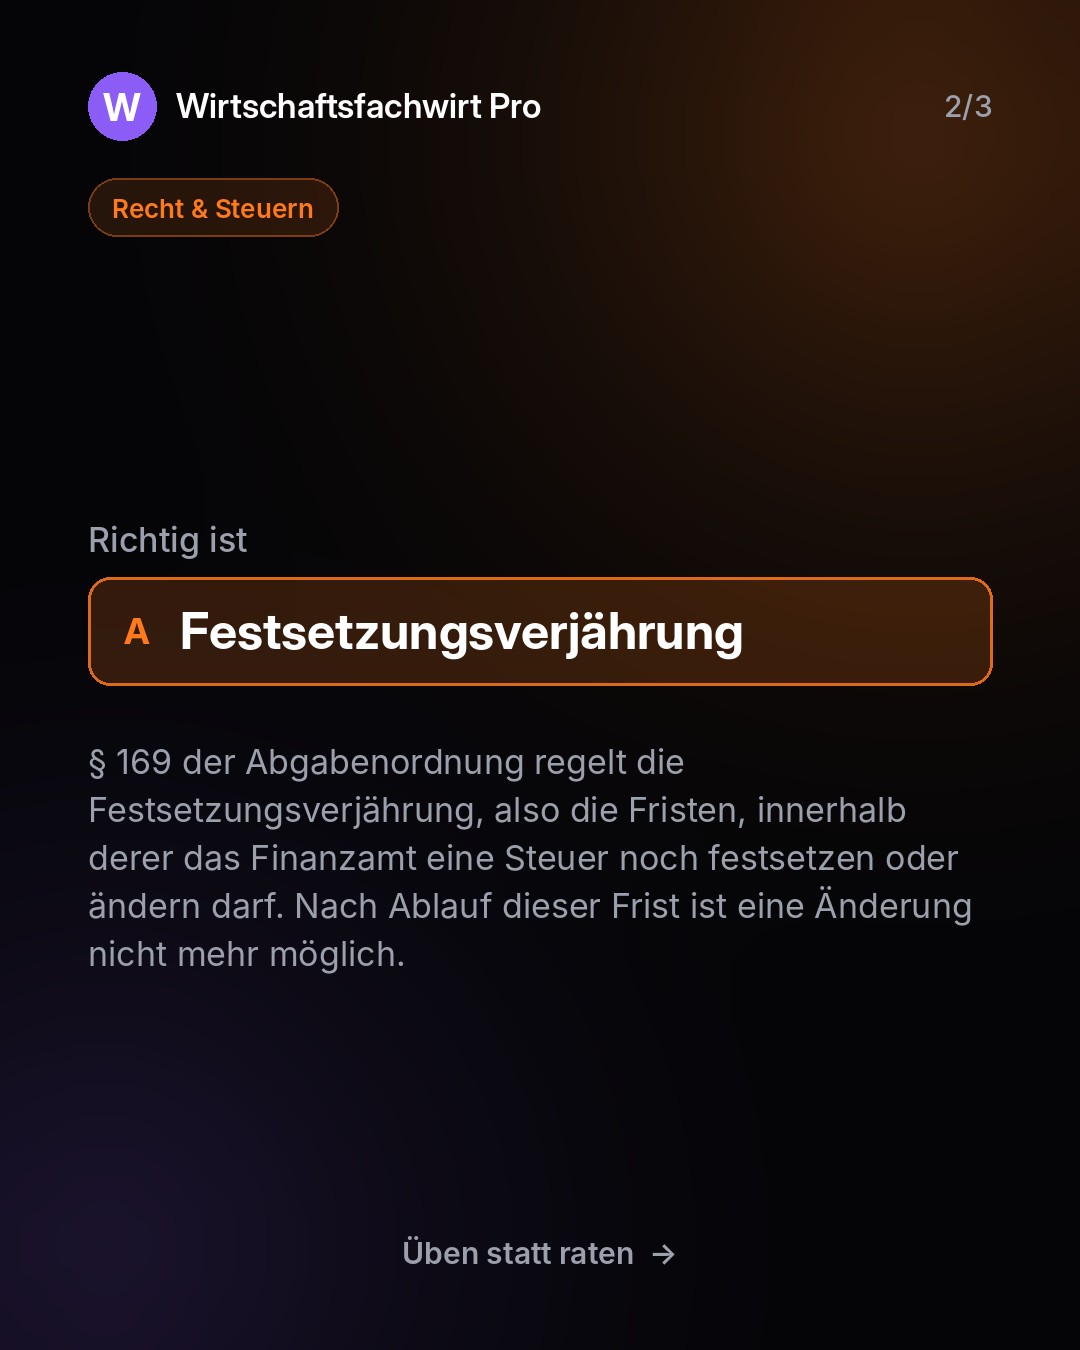 W Wirtschaftsfachwirt Pro 2/3
Recht & Steuern
Richtig ist
A Festsetzungsverjährung
§ 169 der Abgabenordnung regelt die
Festsetzungsverjährung, also die Fristen, innerhalb
derer das Finanzamt eine Steuer noch festsetzen oder
ändern darf. Nach Ablauf dieser Frist ist eine Änderung
nicht mehr möglich.
Üben statt raten →